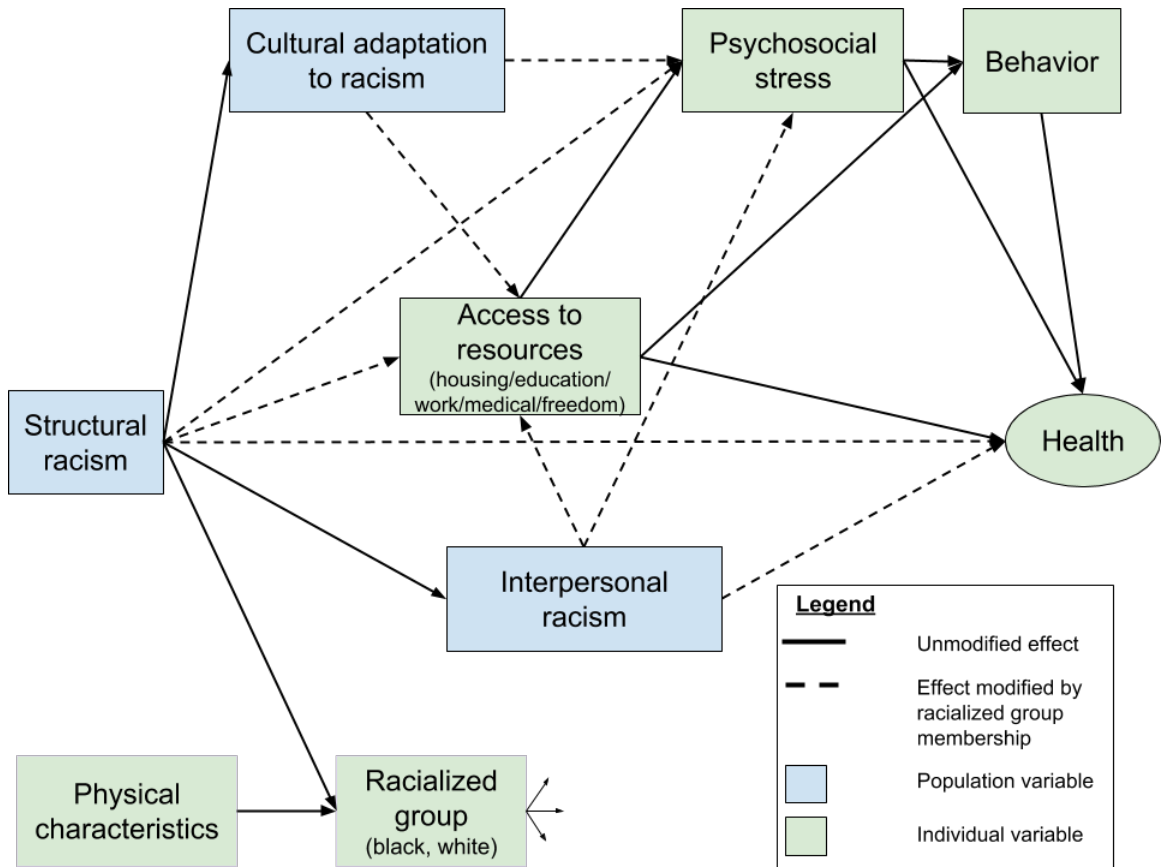 Cultural adaptation
to racism
Psychosocial
stress
Behavior
Access to
resources
(housing/education/
work/medical/freedom)
Structural
racism
Health
Interpersonal
racism
Physical
characteristics
Racialized
group
(black, white)
Legend
Unmodified effect
Effect modified by
racialized group
membership
Population variable
Individual variable